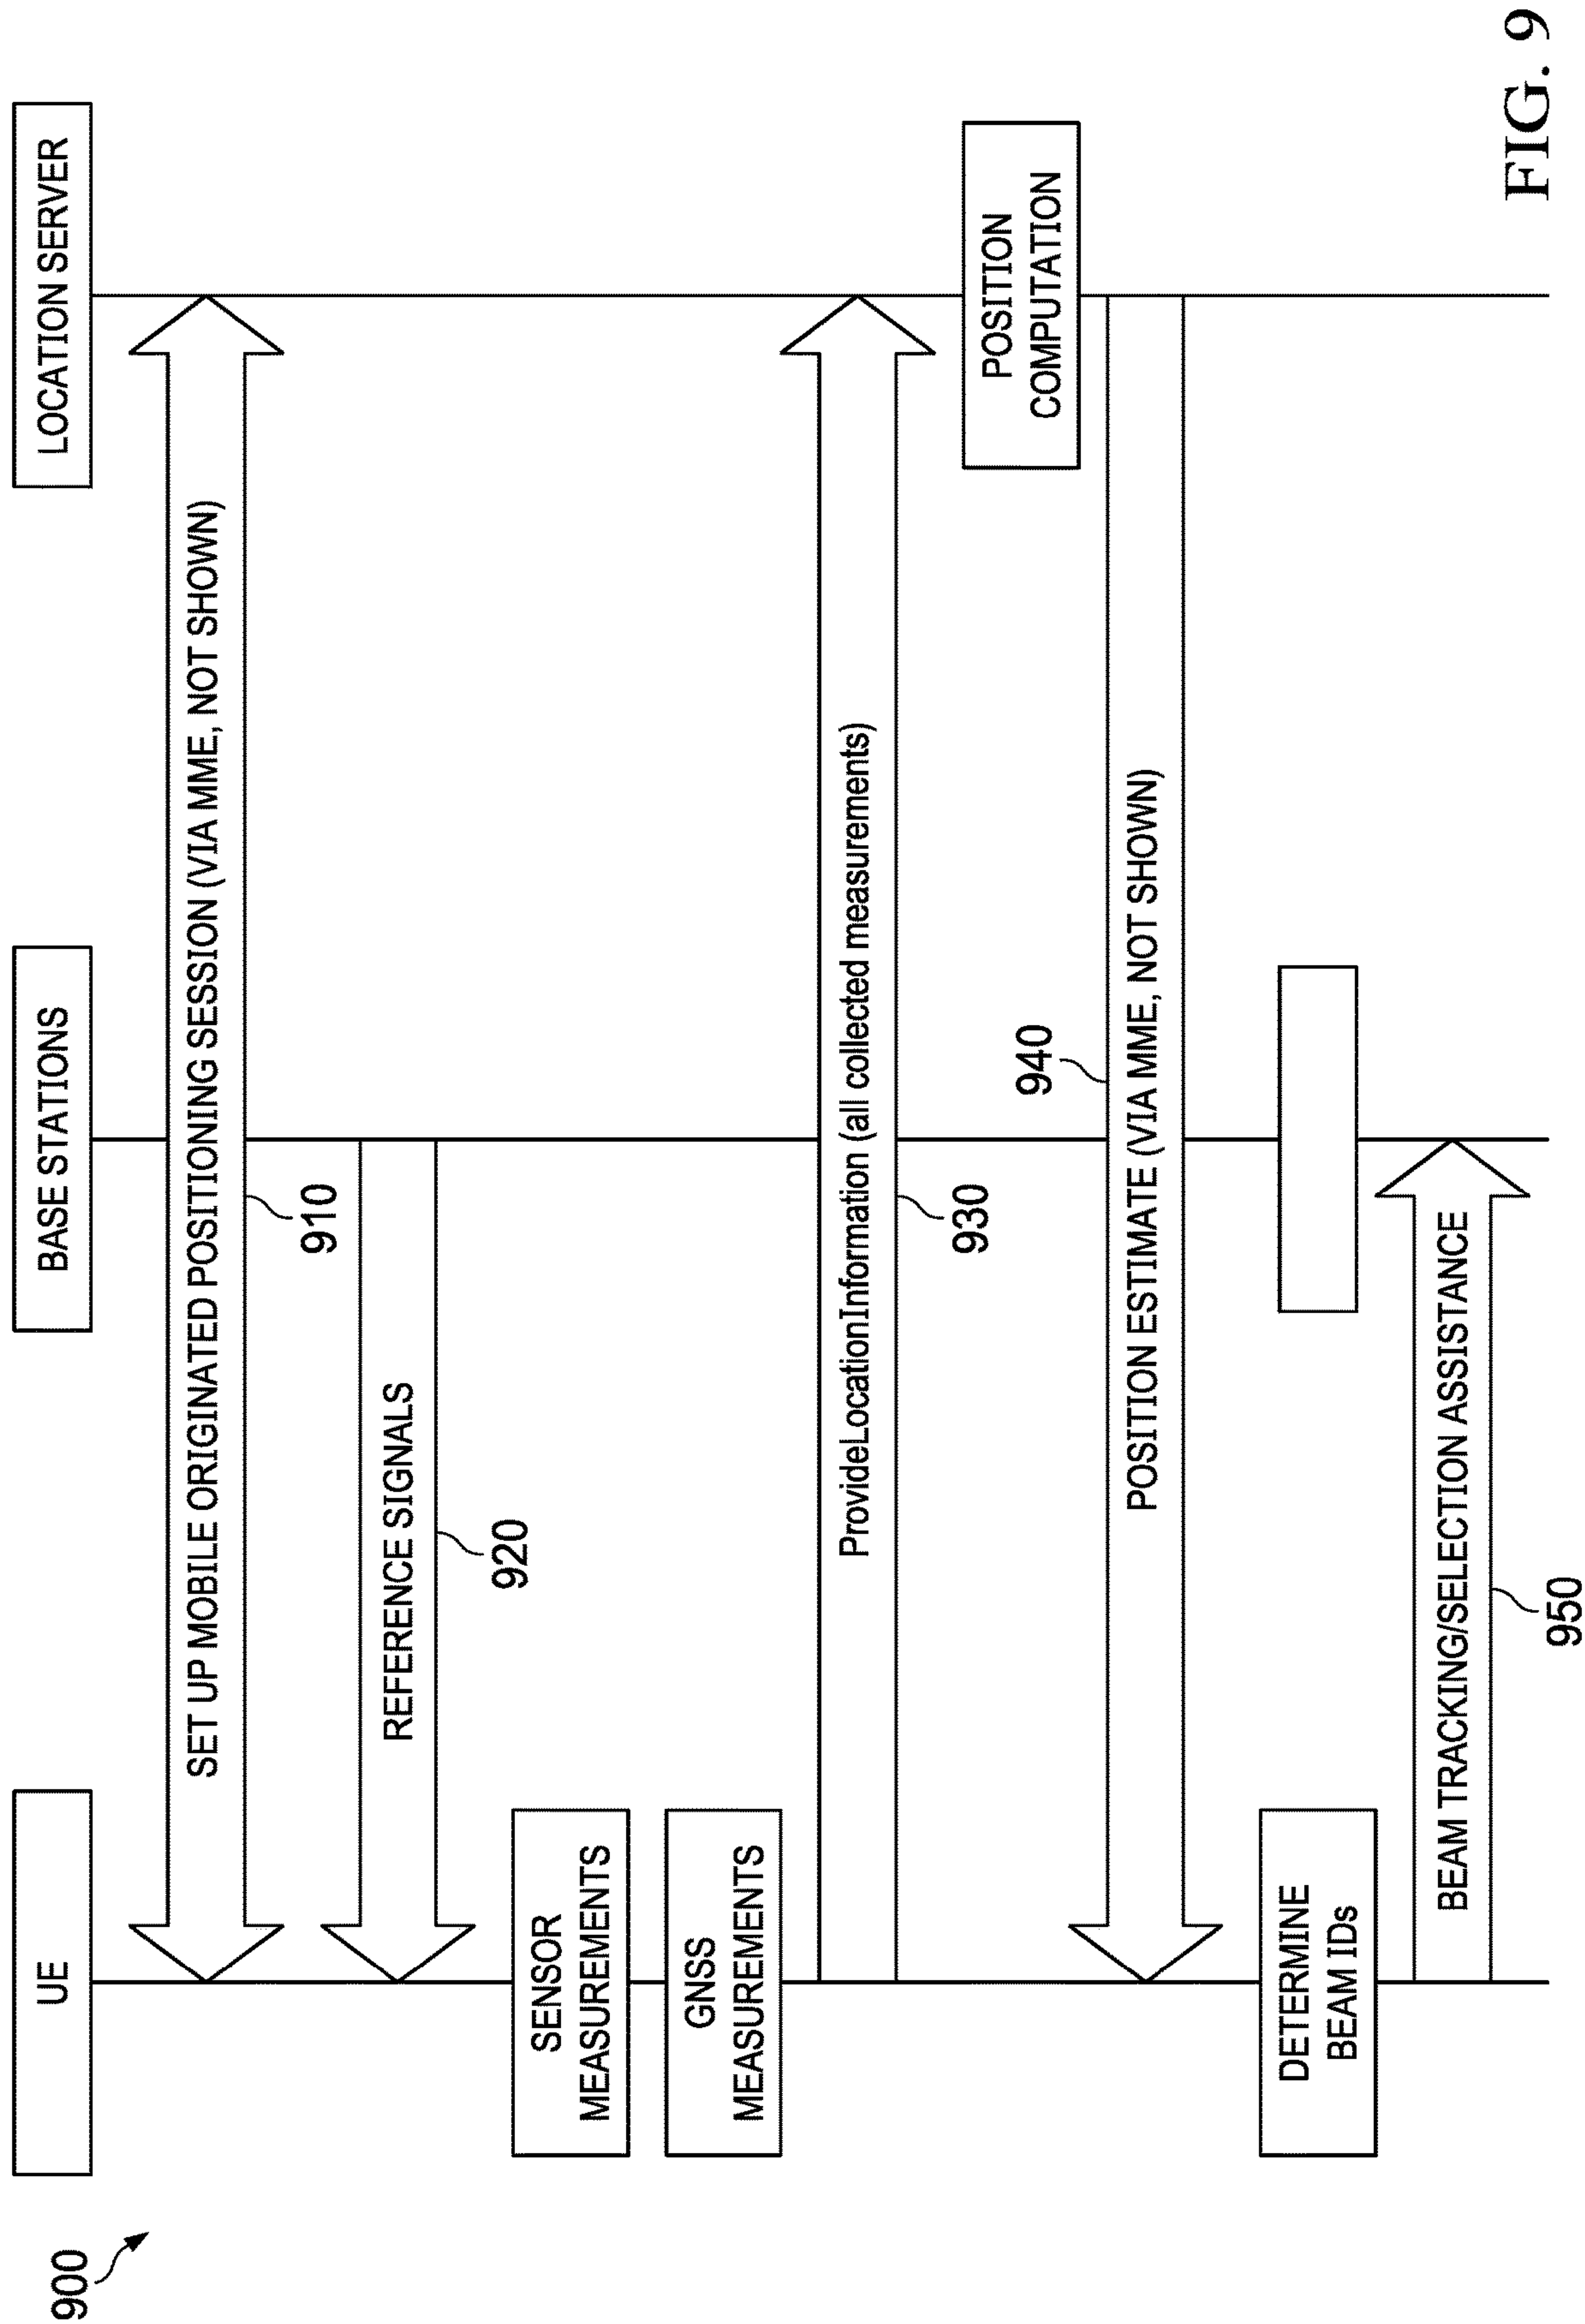 900
UE
BASE STATIONS
LOCATION SERVER
SET UP MOBILE ORIGINATED POSITIONING SESSION (VIA MME, NOT SHOWN)
910
REFERENCE SIGNALS
920
SENSOR
MEASUREMENTS
GNSS
MEASUREMENTS
ProvideLocationInformation (all collected measurements)
930
POSITION
COMPUTATION
940
POSITION ESTIMATE (VIA MME, NOT SHOWN)
DETERMINE
BEAM IDs
BEAM TRACKING/SELECTION ASSISTANCE
950
FIG. 9